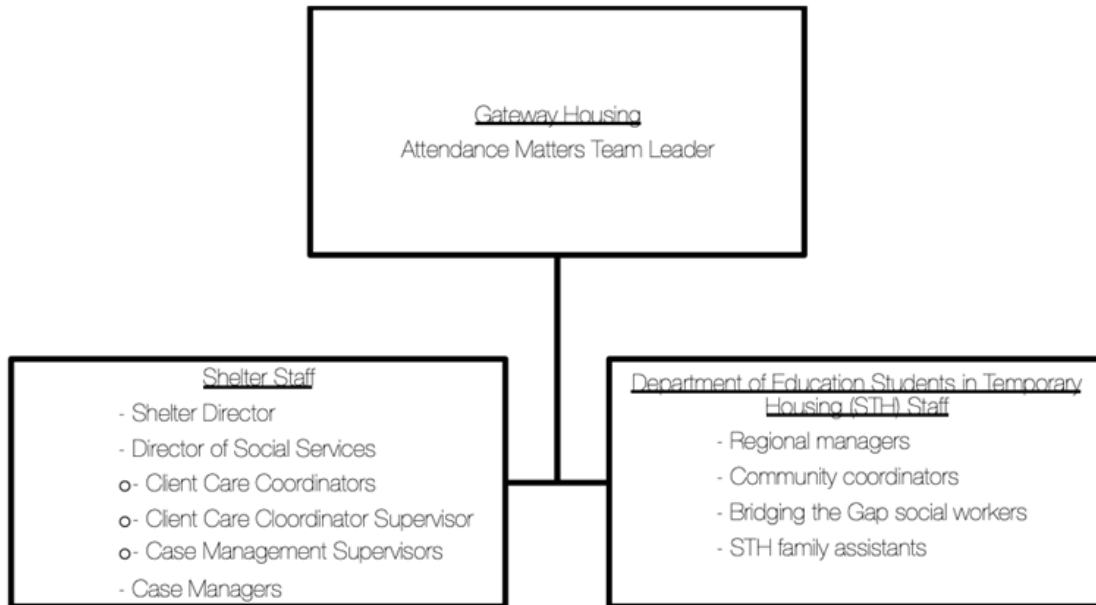 Gateway Housing
Attendance Matters Team Leader
Shelter Staff
- Shelter Director
- Director of Social Services
o- Client Care Coordinators
o- Client Care Cloordinator Supervisor
o- Case Management Supervisors
- Case Managers
Department of Education Students in Temporary
Housing (STH) Staff
- Regional managers
- Community coordinators
- Bridging the Gap social workers
- STH family assistants